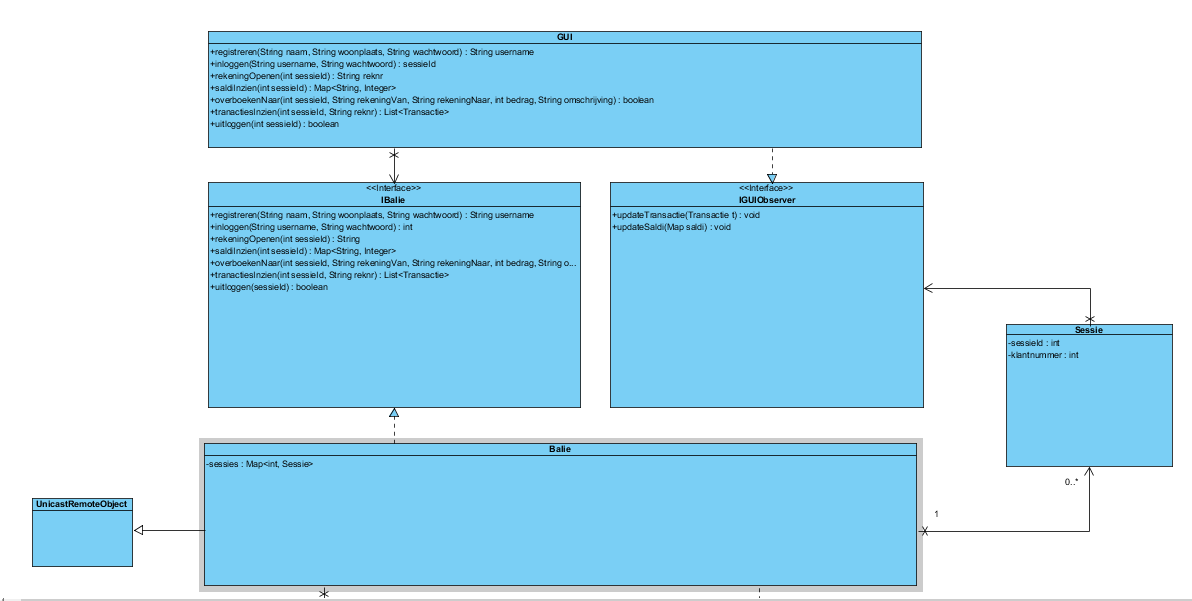 GUI
+registreren(String naam, String woonplaats, String wachtwoord) : String username
+inloggen(String username, String wachtwoord) : sessieId
+rekeningOpenen(int sessieId) : String reknr
+saldiInzien(int sessieId) : Map<String, Integer>
+overboekenNaar(int sessieId, String rekeningVan, String rekeningNaar, int bedrag, String omschrijving) : boolean
+tranactiesInzien(int sessieId, String reknr) : List<Transactie>
+uitloggen(int sessieId) : boolean
<<Interface>>
IBalie
+registreren(String naam, String woonplaats, String wachtwoord) : String username
+inloggen(String username, String wachtwoord) : int
+rekeningOpenen(int sessieId) : String
+saldiInzien(int sessieId) : Map<String, Integer>
+overboekenNaar(int sessieId, String rekeningVan, String rekeningNaar, int bedrag, String o...
+tranactiesInzien(int sessieId, String reknr) : List<Transactie>
+uitloggen(sessieId) : boolean
<<Interface>>
IGUIObserver
+updateTransactie(Transactie t) : void
+updateSaldi(Map saldi) : void
Sessie
-sessieId : int
-klantnummer : int
Balie
-sessies : Map<int, Sessie>
0..*
1
UnicastRemoteObject